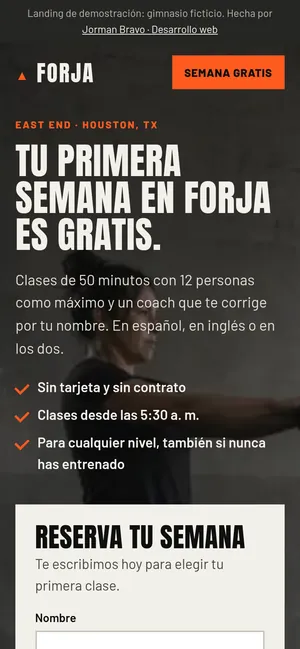 Landing de demostración: gimnasio ficticio. Hecha por
Jorman Bravo · Desarrollo web
FORJA
SEMANA GRATIS
EAST END · HOUSTON, TX
TU PRIMERA
SEMANA EN FORJA
ES GRATIS.
Clases de 50 minutos con 12 personas
como máximo y un coach que te corrige
por tu nombre. En español, en inglés o en
los dos.
Sin tarjeta y sin contrato
Clases desde las 5:30 a. m.
Para cualquier nivel, también si nunca
has entrenado
RESERVA TU SEMANA
Te escribimos hoy para elegir tu
primera clase.
Nombre